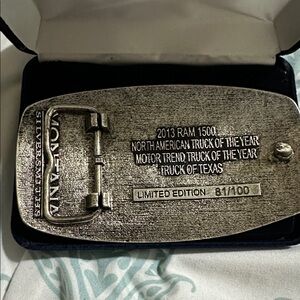 2013 RAM 1500
NORTH AMERICAN TRUCK OF THE YEAR
MOTOR TREND TRUCK OF THE YEAR
TRUCK OF TEXAS
LIMITED EDITION 81/100
MONTANA
SILVERSMITHS